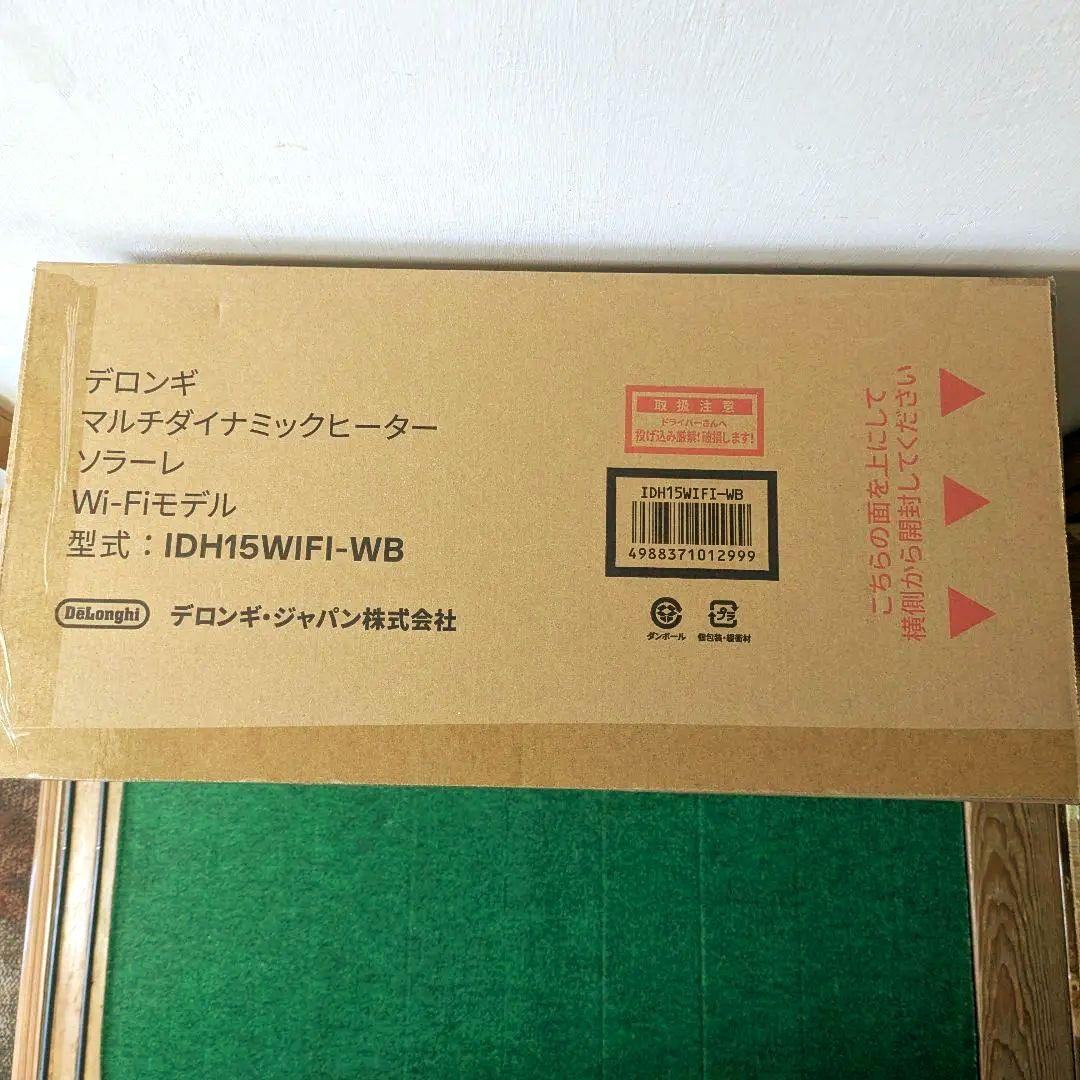 デロンギ
マルチダイナミックヒーター
ソラーレ
Wi-Fiモデル
型式：IDH15WIFI-WB
DeLonghi
デロンギ・ジャパン株式会社
取扱注意
ドライバーさんへ
投げ込み厳禁!破損します!
IDH15WIFI-WB
4988371012999
ダンボール
プラ
個包装・緩衝材
こちらの面を上にして
横側から開封してください